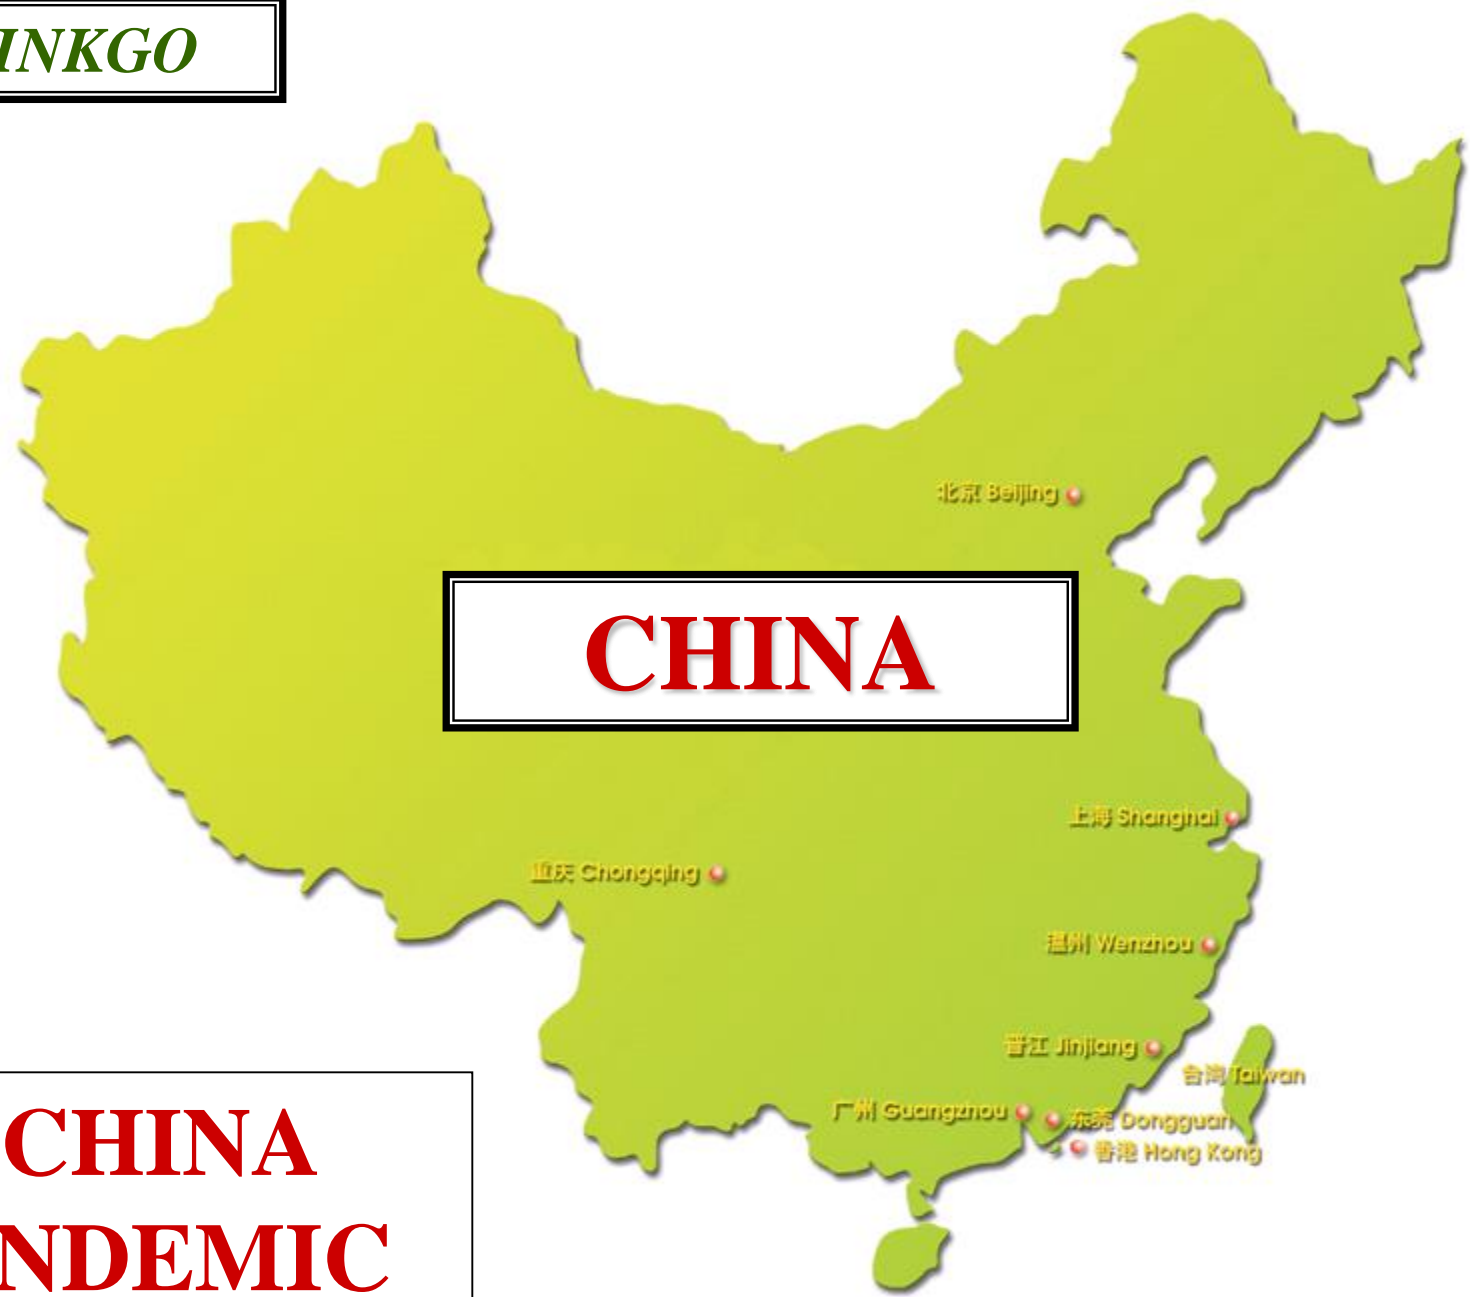 INKGO
北京 Beijing
CHINA
上海 Shanghai
重庆 Chongqing
温州 Wenzhou
晋江 Jinjiang
台湾 Taiwan
广州 Guangzhou
东莞 Dongguan
香港 Hong Kong
CHINA
NDEMIC